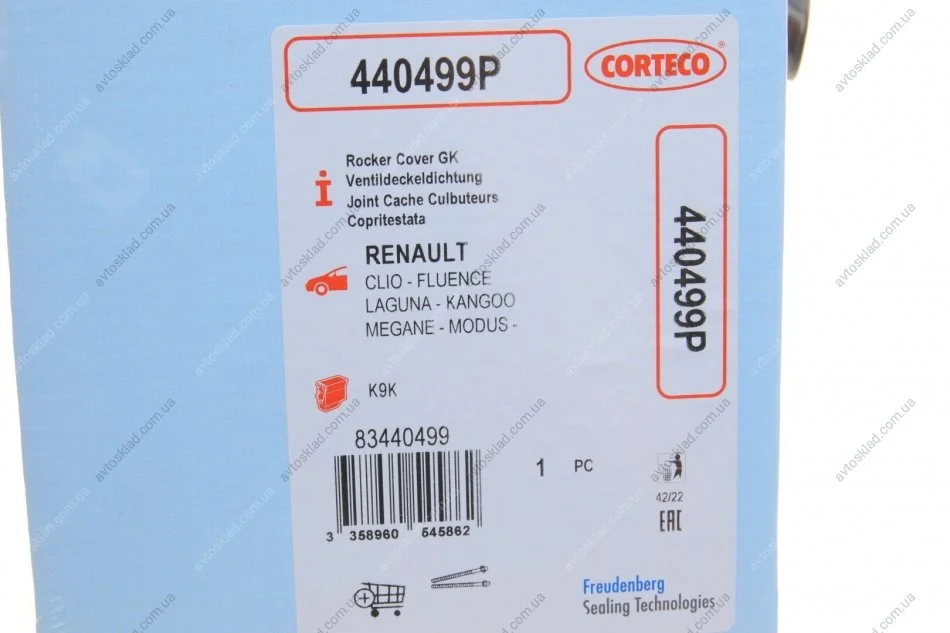 440499P
CORTECO®
Rocker Cover GK
Ventildeckeldichtung
Joint Cache Culbuteurs
Copritestata
RENAULT
CLIO - FLUENCE
LAGUNA - KANGOO
MEGANE - MODUS -
440499P
K9K
83440499
1 PC
3 358960 545862
42/22
EAC
Freudenberg
Sealing Technologies
avtosklad.com.ua